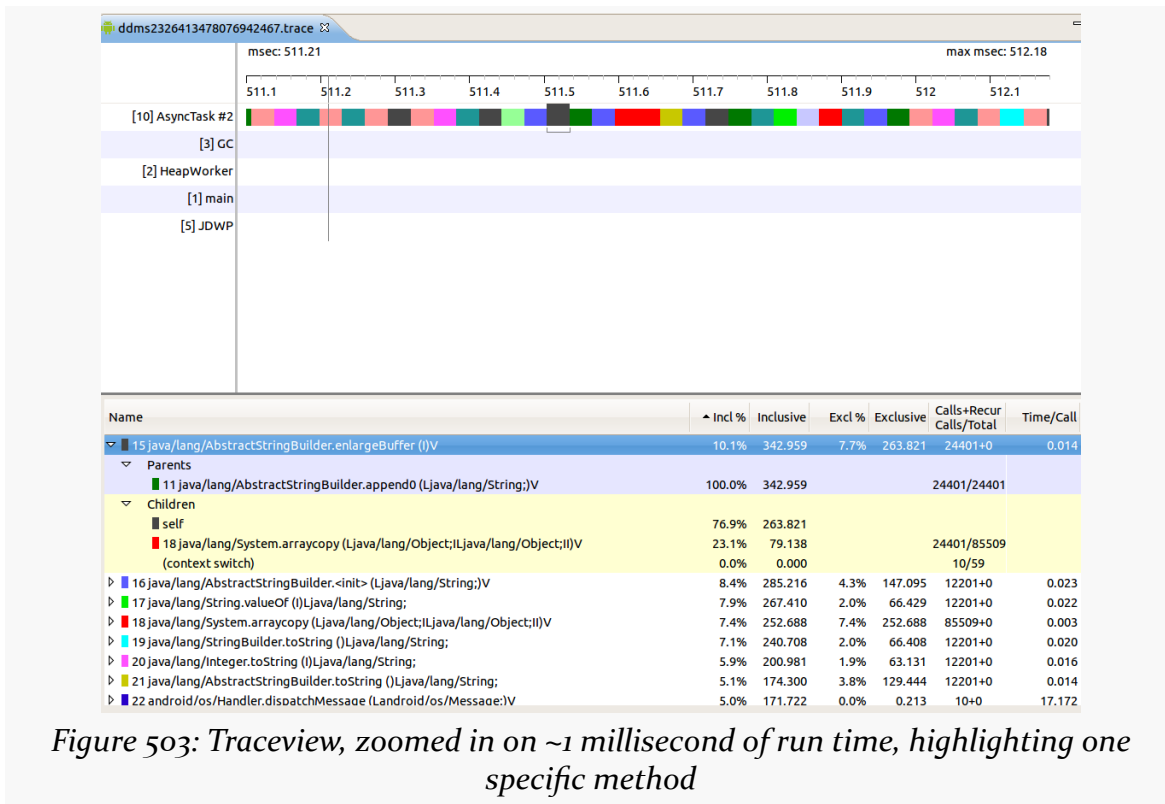 ddms2326413478076942467.trace
msec: 511.21 max msec: 512.18
511.1 511.2 511.3 511.4 511.5 511.6 511.7 511.8 511.9 512 512.1
[10] AsyncTask #2
[3] GC
[2] HeapWorker
[1] main
[5] JDWP
Name Incl % Inclusive Excl % Exclusive Calls+Recur Calls/Total Time/Call
15 java/lang/AbstractStringBuilder.enlargeBuffer (I)V 10.1% 342.959 7.7% 263.821 24401+0 0.014
Parents
11 java/lang/AbstractStringBuilder.append0 (Ljava/lang/String;)V 100.0% 342.959 24401/24401
Children
self 76.9% 263.821
18 java/lang/System.arraycopy (Ljava/lang/Object;ILjava/lang/Object;II)V 23.1% 79.138 24401/85509
(context switch) 0.0% 0.000 10/59
16 java/lang/AbstractStringBuilder.<init> (Ljava/lang/String;)V 8.4% 285.216 4.3% 147.095 12201+0 0.023
17 java/lang/String.valueOf (I)Ljava/lang/String; 7.9% 267.410 2.0% 66.429 12201+0 0.022
18 java/lang/System.arraycopy (Ljava/lang/Object;ILjava/lang/Object;II)V 7.4% 252.688 7.4% 252.688 85509+0 0.003
19 java/lang/StringBuilder.toString ()Ljava/lang/String; 7.1% 240.708 2.0% 66.408 12201+0 0.020
20 java/lang/Integer.toString (I)Ljava/lang/String; 5.9% 200.981 1.9% 63.131 12201+0 0.016
21 java/lang/AbstractStringBuilder.toString ()Ljava/lang/String; 5.1% 174.300 3.8% 129.444 12201+0 0.014
22 android/os/Handler.dispatchMessage (Landroid/os/Message;)V 5.0% 171.722 0.0% 0.213 10+0 17.172
Figure 503: Traceview, zoomed in on ~1 millisecond of run time, highlighting one
specific method